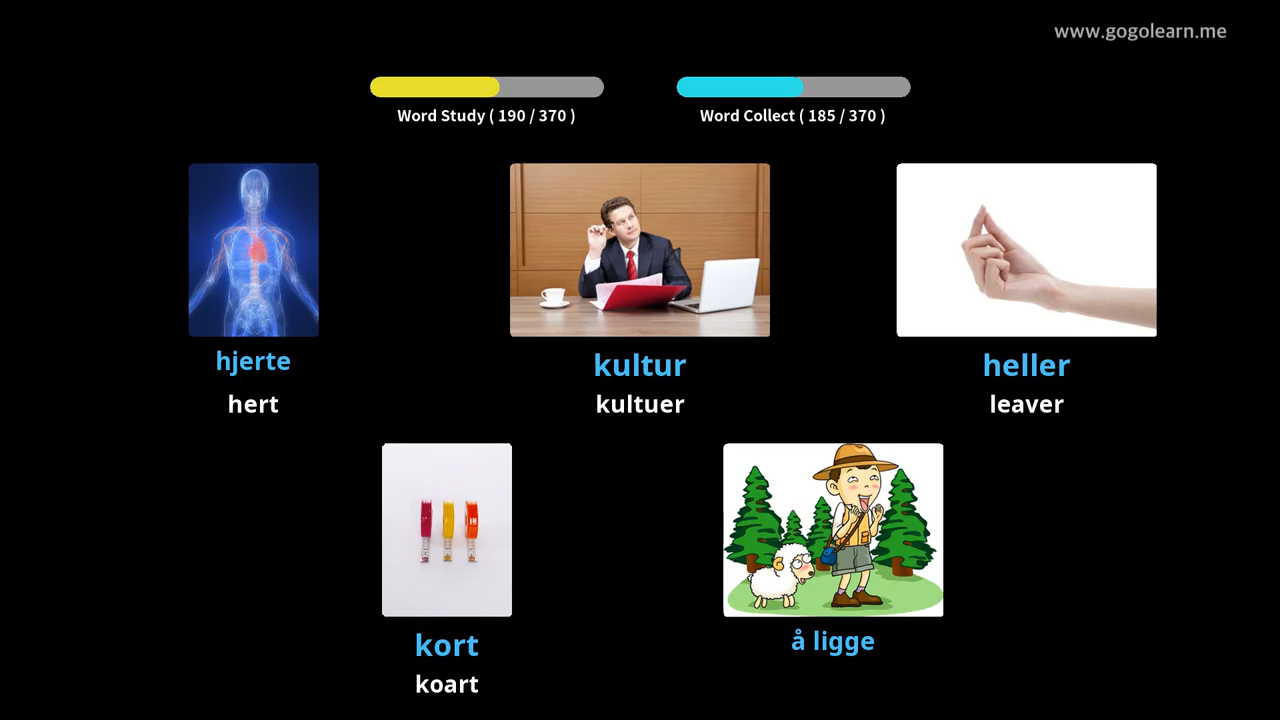 www.gogolearn.me
Word Study ( 190 / 370 )
Word Collect ( 185 / 370 )
hjerte
hert
kultur
kultuer
heller
leaver
kort
koart
å ligge